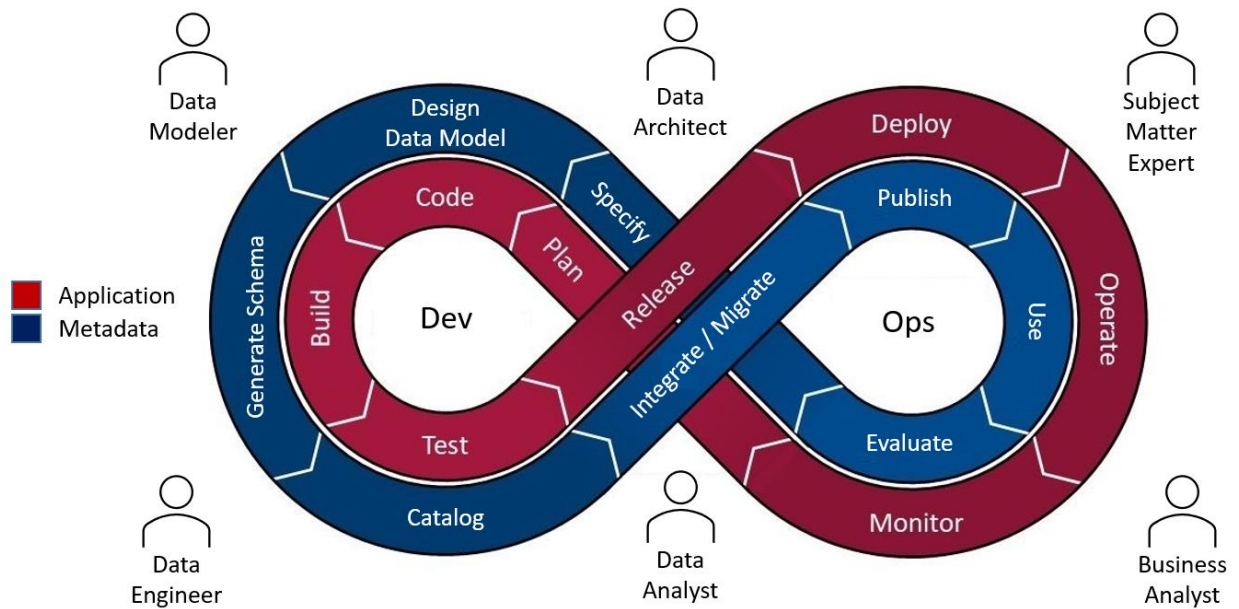 Data
Modeler
Data
Architect
Subject
Matter
Expert
Design
Data Model
Deploy
Code
Specify
Publish
Plan
Generate Schema
Application
Metadata
Build
Dev
Release
Integrate / Migrate
Ops
Use
Operate
Test
Evaluate
Catalog
Monitor
Data
Engineer
Data
Analyst
Business
Analyst